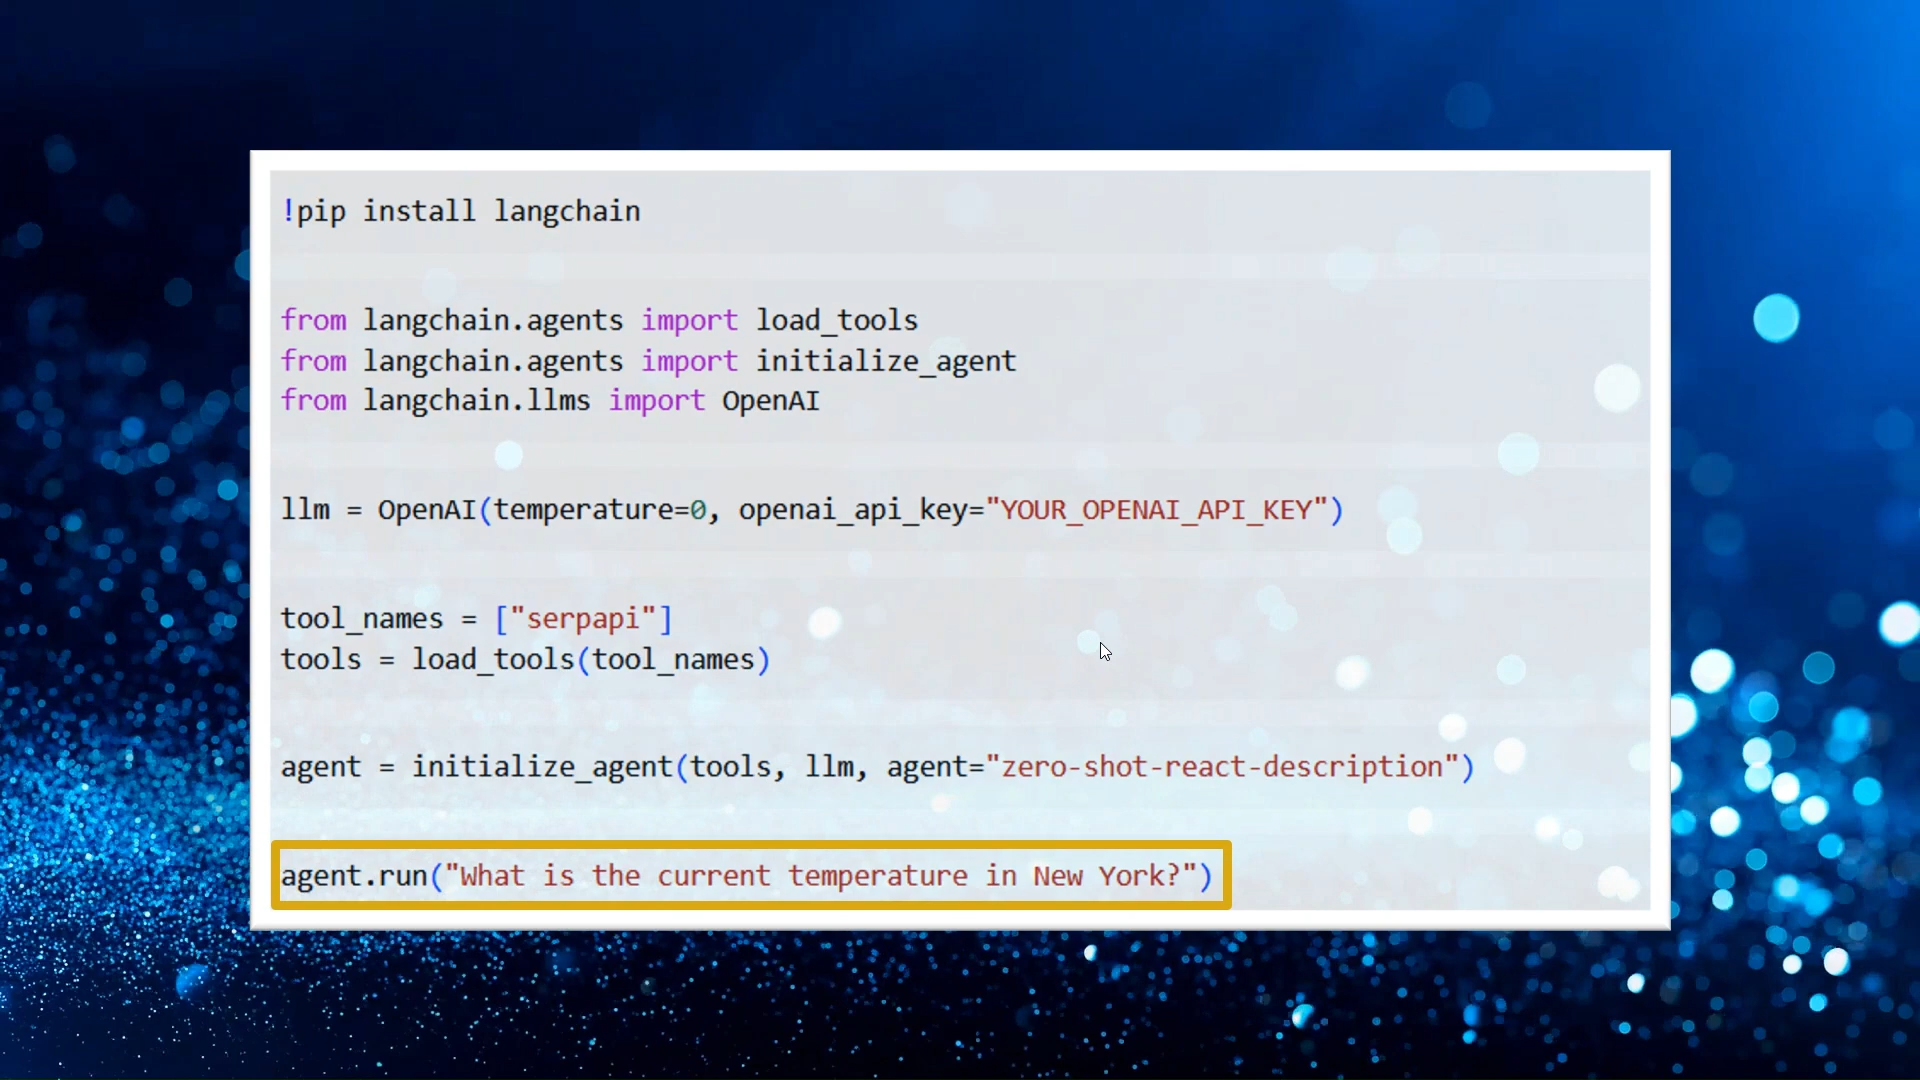 !pip install langchain
from langchain.agents import load_tools
from langchain.agents import initialize_agent
from langchain.llms import OpenAI
llm = OpenAI(temperature=0, openai_api_key="YOUR_OPENAI_API_KEY")
tool_names = ["serpapi"]
tools = load_tools(tool_names)
agent = initialize_agent(tools, llm, agent="zero-shot-react-description")
agent.run("What is the current temperature in New York?")